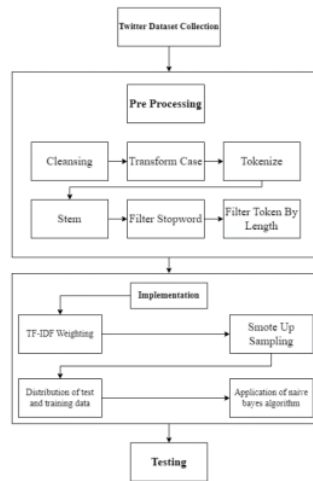 Twitter Dataset Collection
Pre Processing
Cleansing
Transform Case
Tokenize
Stem
Filter Stopword
Filter Token By
Length
Implementation
TF-IDF Weighting
Smote Up
Sampling
Distribution of test
and training data
Application of naive
bayes algorithm
Testing